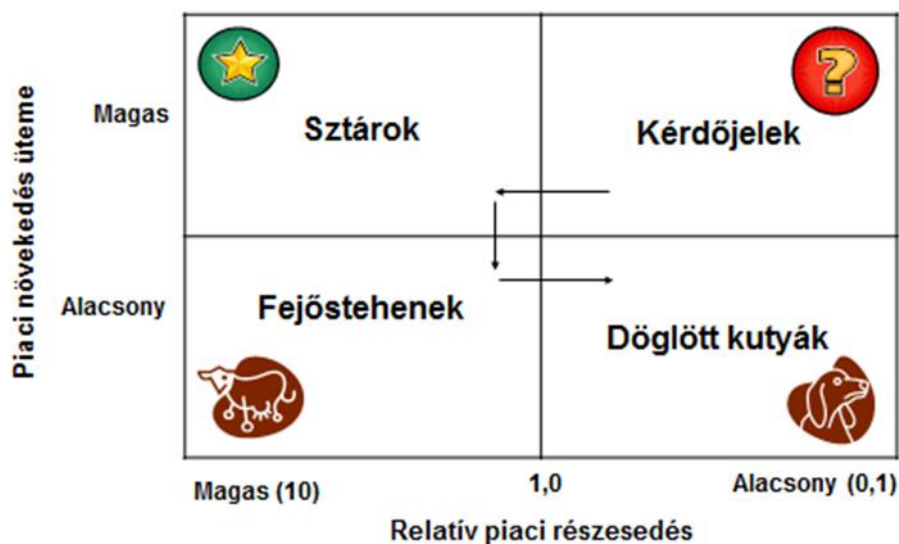 Piaci növekedés üteme
Magas
Sztárok
Kérdőjelek
?
Alacsony
Fejőstehenek
Döglött kutyák
Magas (10)
1,0
Alacsony (0,1)
Relatív piaci részesedés